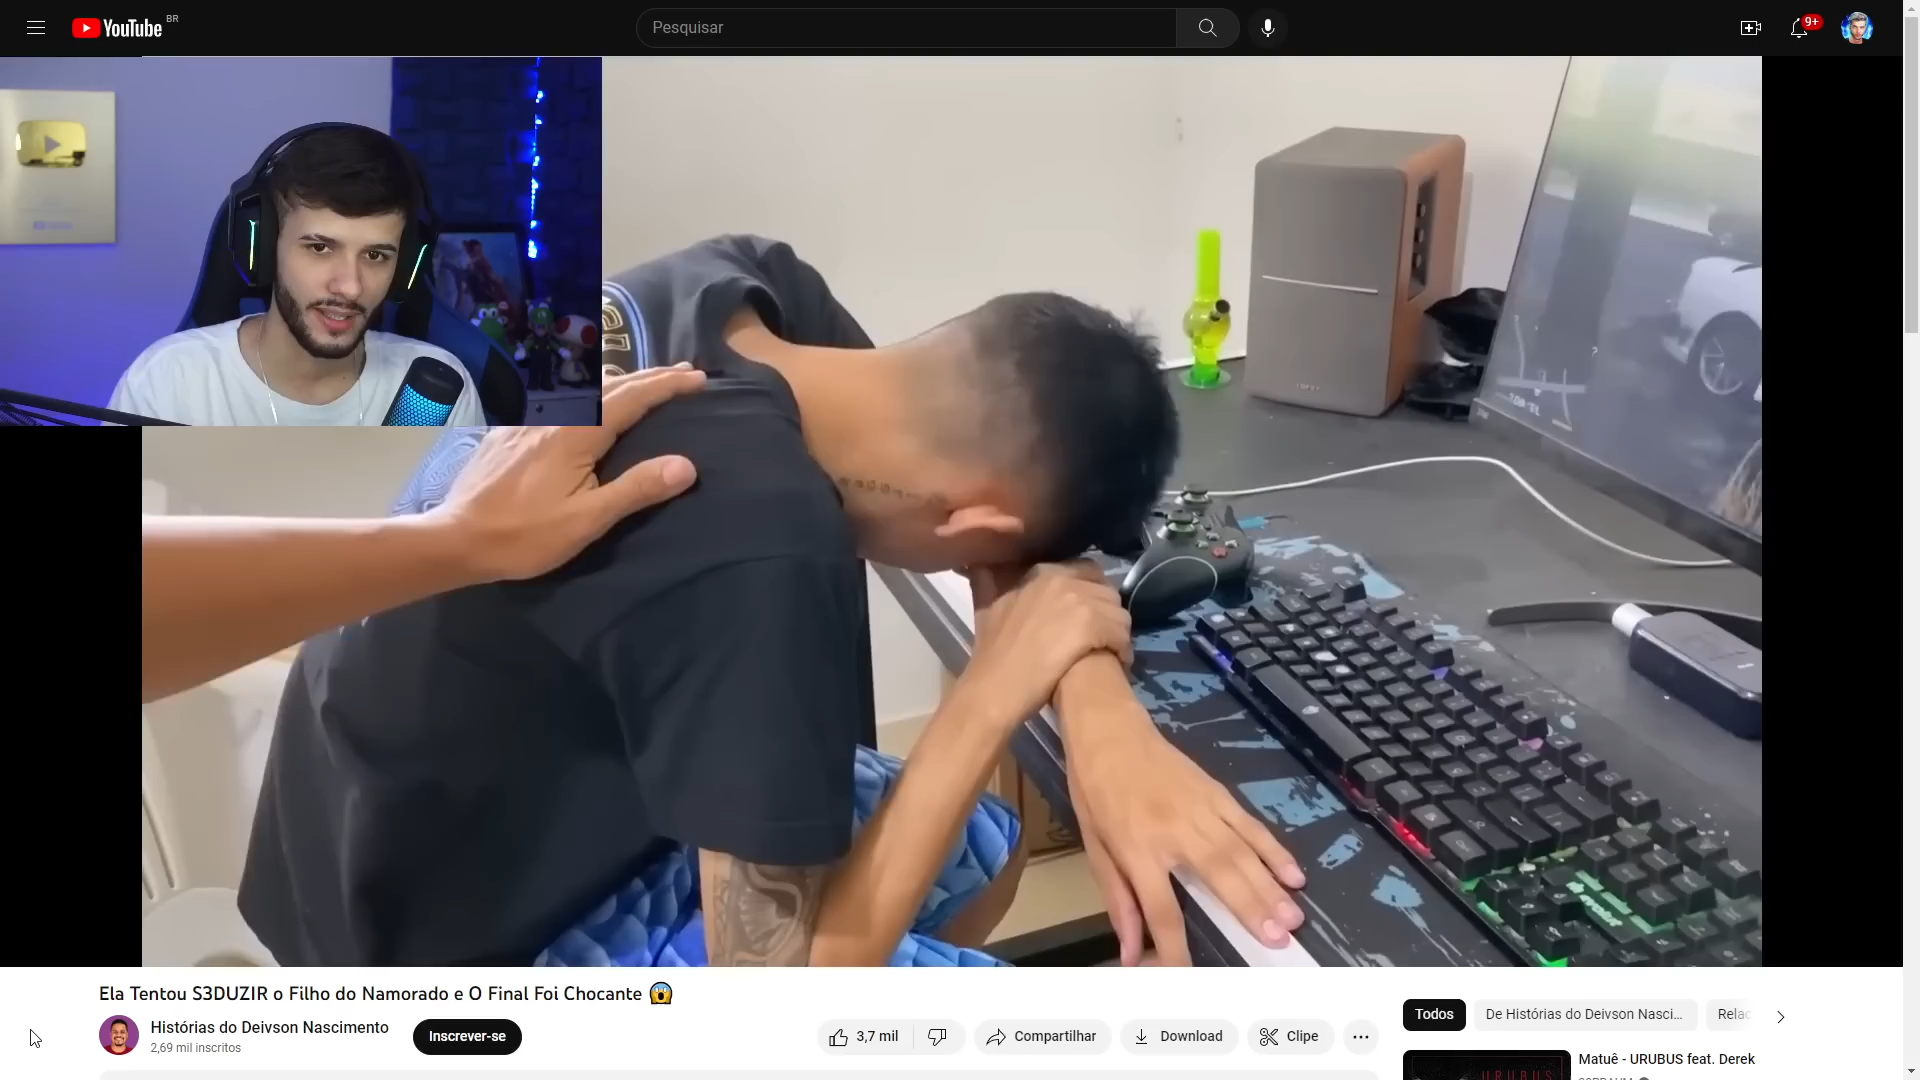 YouTube BR
Pesquisar
9+
Ela Tentou S3DUZIR o Filho do Namorado e O Final Foi Chocante
Histórias do Deivson Nascimento
2,69 mil inscritos
Inscrever-se
3,7 mil
Compartilhar
Download
Clipe
Todos
De Histórias do Deivson Nasci...
Relac
Matuê - URUBUS feat. Derek
URUBUS